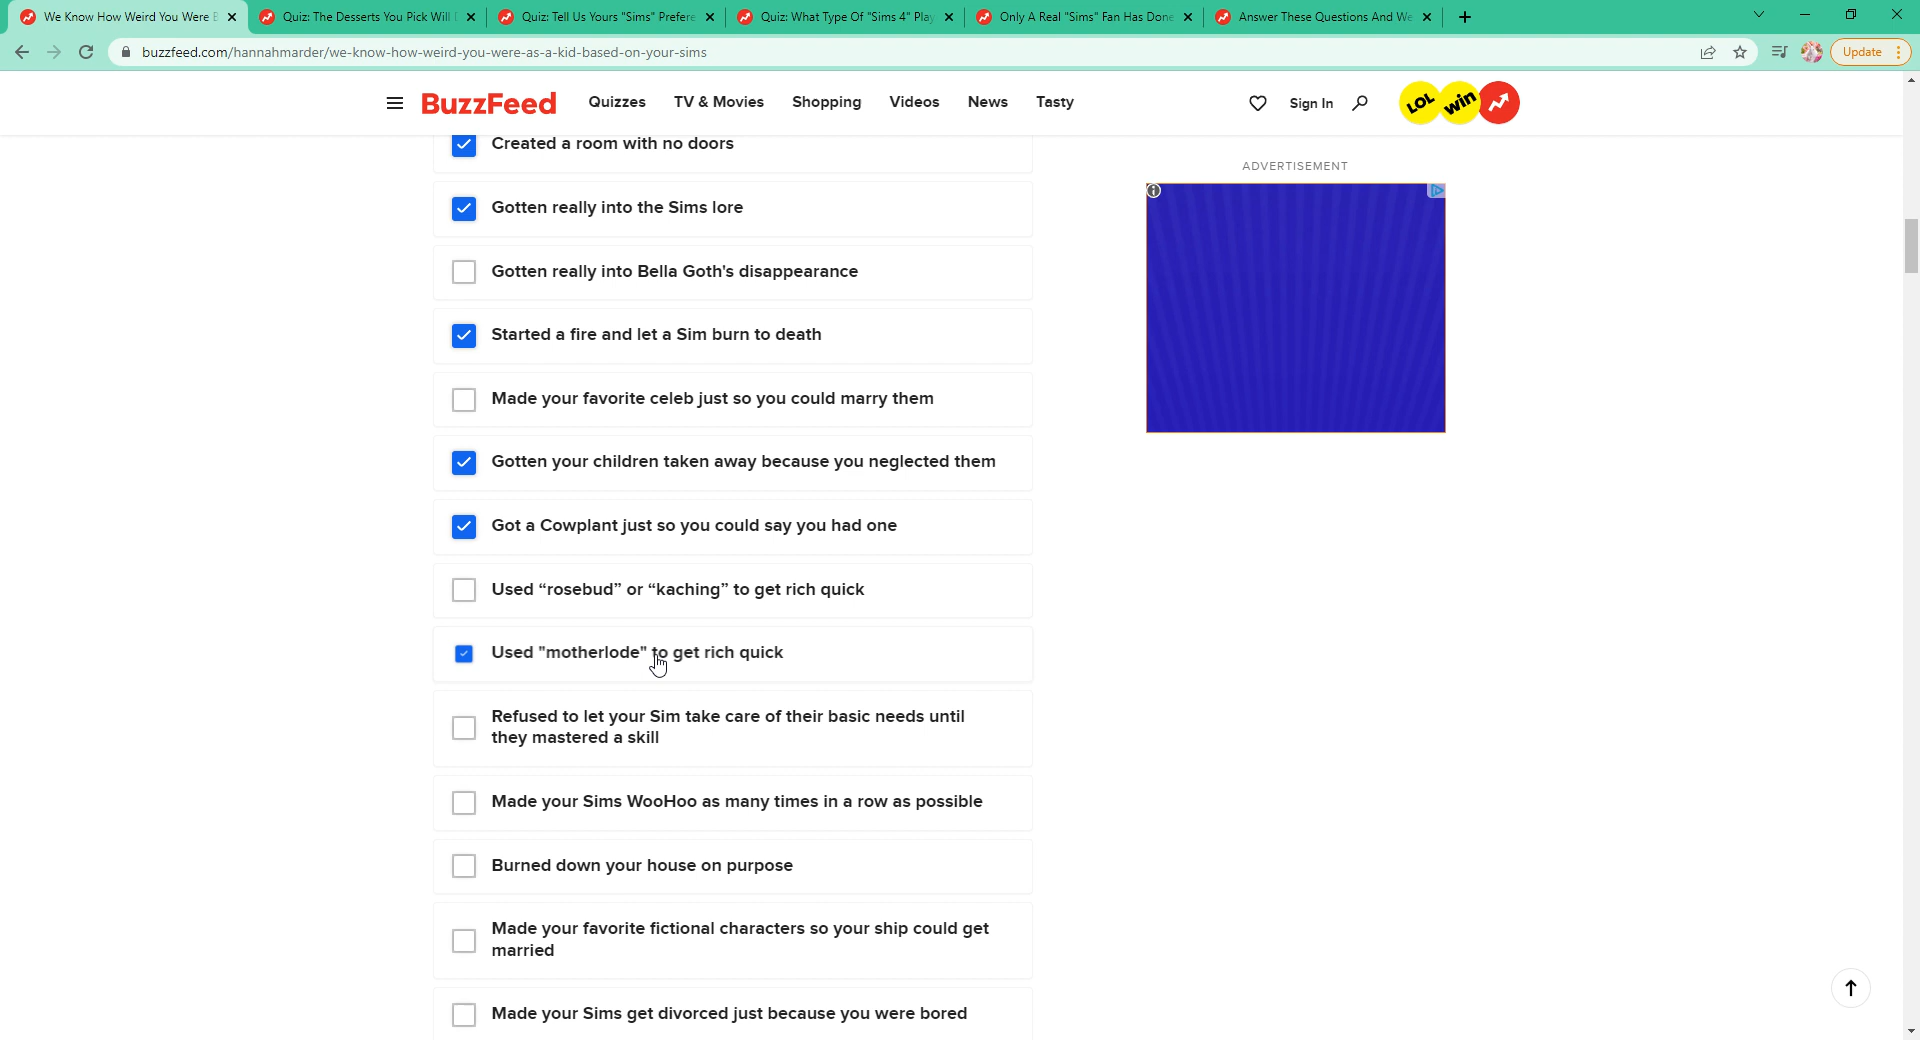 We Know How Weird You Were B
Quiz: The Desserts You Pick Will
Quiz: Tell Us Yours "Sims" Prefere
Quiz: What Type Of "Sims 4" Play
Only A Real "Sims" Fan Has Done
Answer These Questions And We
buzzfeed.com/hannahmarder/we-know-how-weird-you-were-as-a-kid-based-on-your-sims
Update
BuzzFeed
Quizzes
TV & Movies
Shopping
Videos
News
Tasty
Sign In
LOL
win
Created a room with no doors
ADVERTISEMENT
Gotten really into the Sims lore
Gotten really into Bella Goth's disappearance
Started a fire and let a Sim burn to death
Made your favorite celeb just so you could marry them
Gotten your children taken away because you neglected them
Got a Cowplant just so you could say you had one
Used “rosebud” or “kaching” to get rich quick
Used "motherlode" to get rich quick
Refused to let your Sim take care of their basic needs until
they mastered a skill
Made your Sims WooHoo as many times in a row as possible
Burned down your house on purpose
Made your favorite fictional characters so your ship could get
married
Made your Sims get divorced just because you were bored